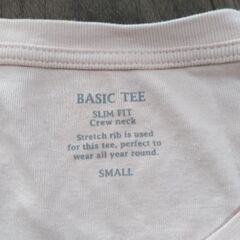 BASIC TEE
SLIM FIT
Crew neck
Stretch rib is used
for this tee, perfect to
wear all year round.
SMALL